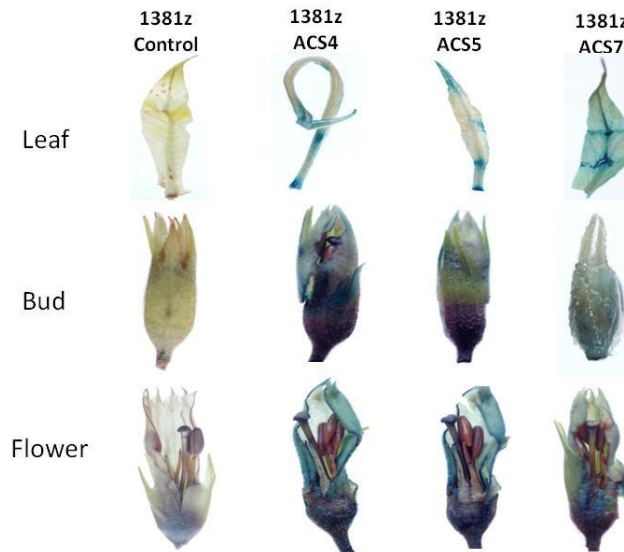 1381z 1381z 1381z 1381z
Control ACS4 ACS5 ACS7
Leaf
Bud
Flower